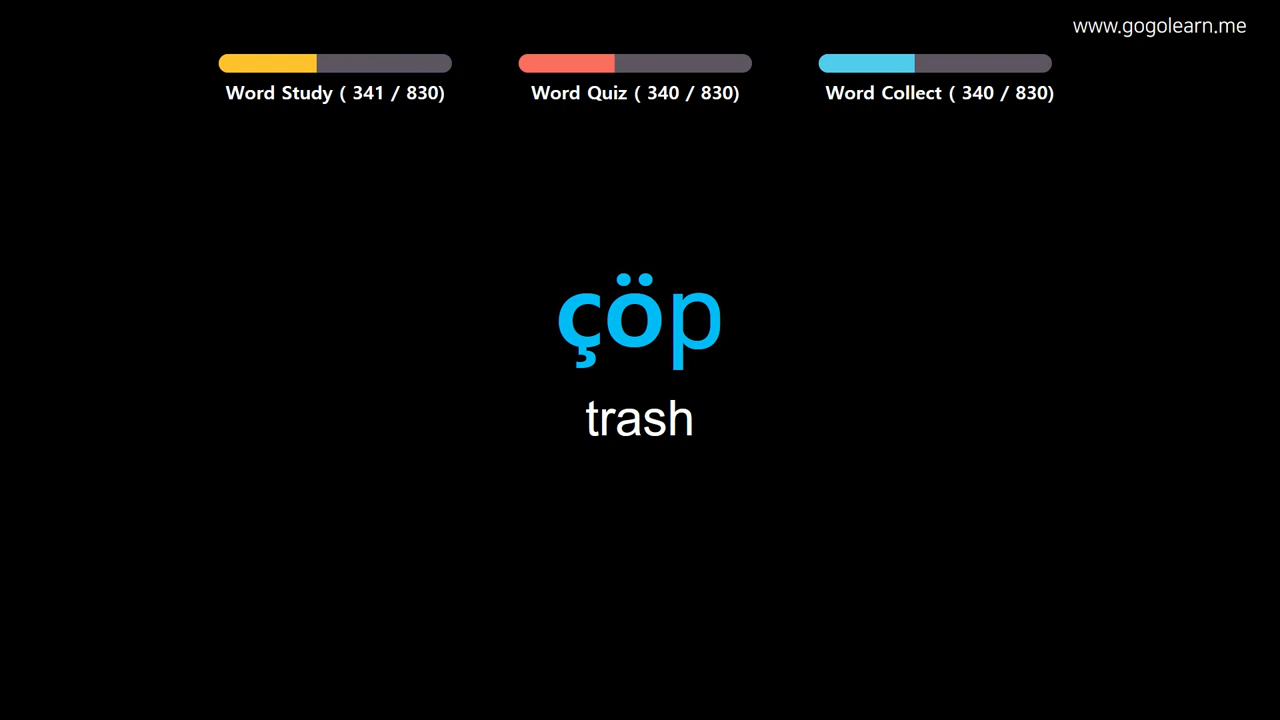 www.gogolearn.me
Word Study ( 341 / 830)
Word Quiz ( 340 / 830)
Word Collect ( 340 / 830)
çöp
trash